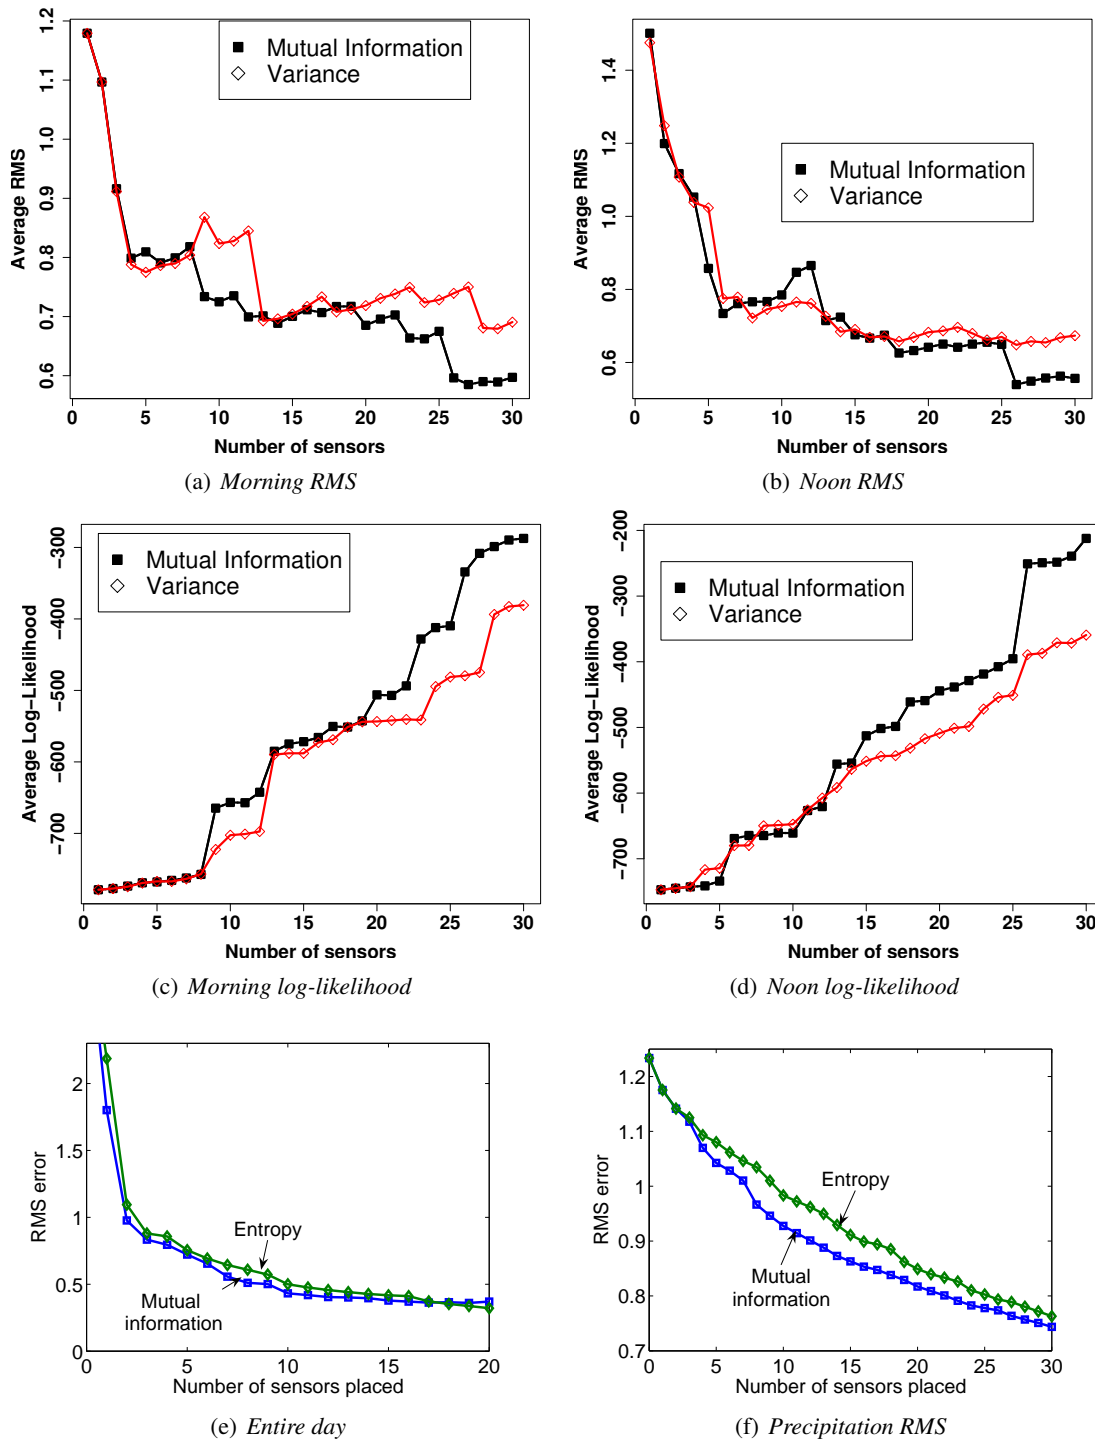 Mutual Information
Variance
1.2
1.1
1.0
0.9
0.8
0.7
0.6
Average RMS
0 5 10 15 20 25 30
Number of sensors
(a) Morning RMS
Mutual Information
Variance
1.4
1.2
1.0
0.8
0.6
Average RMS
0 5 10 15 20 25 30
Number of sensors
(b) Noon RMS
Mutual Information
Variance
−300
−400
−500
−600
−700
Average Log−Likelihood
0 5 10 15 20 25 30
Number of sensors
(c) Morning log-likelihood
Mutual Information
Variance
−200
−300
−400
−500
−600
−700
Average Log−Likelihood
0 5 10 15 20 25 30
Number of sensors
(d) Noon log-likelihood
2
1.5
1
0.5
0
RMS error
Entropy
Mutual
information
0 5 10 15 20
Number of sensors placed
(e) Entire day
1.2
1.1
1
0.9
0.8
0.7
RMS error
Entropy
Mutual
information
0 5 10 15 20 25 30
Number of sensors placed
(f) Precipitation RMS